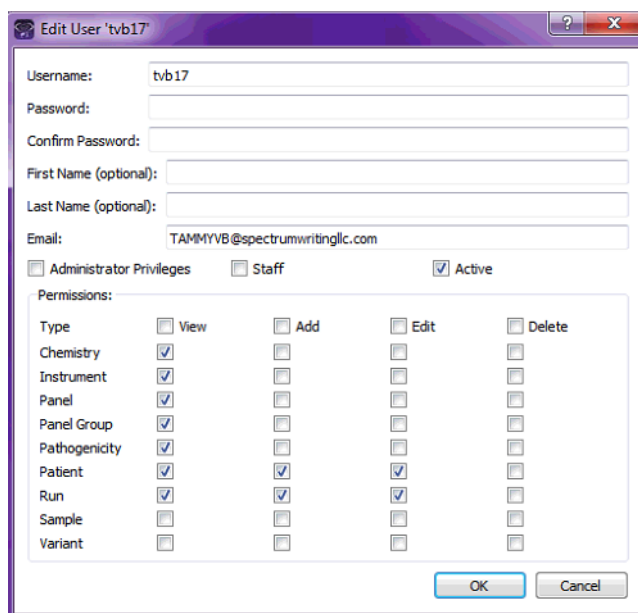 Edit User 'tvb17'
Username: tvb17
Password:
Confirm Password:
First Name (optional):
Last Name (optional):
Email: TAMMYVB@spectrumwritingllc.com
Administrator Privileges Staff Active
Permissions:
Type View Add Edit Delete
Chemistry
Instrument
Panel
Panel Group
Pathogenicity
Patient
Run
Sample
Variant
OK Cancel